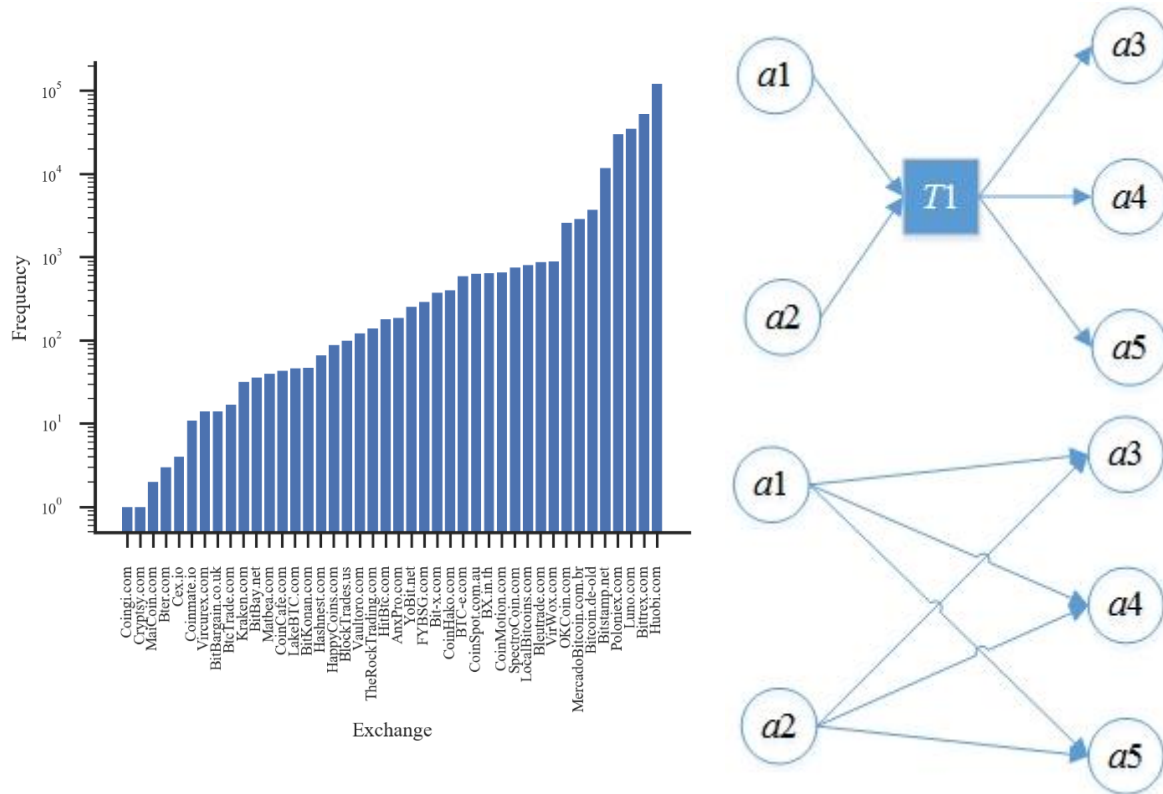 10^5
10^4
10^3
10^2
10^1
10^0
Frequency
Coingi.com
Cryptsy.com
MaiCoin.com
Bter.com
Cex.io
Coinmate.io
Vircurex.com
BitBargain.co.uk
BtcTrade.com
Kraken.com
BitBay.net
Matbea.com
CoinCafe.com
LakeBTC.com
BitKonan.com
Hashnest.com
HappyCoins.com
BlockTrades.us
Vaultoro.com
TheRockTrading.com
HitBtc.com
AnxPro.com
YoBit.net
FYBSG.com
Bit-x.com
CoinHako.com
BTC-e.com
CoinSpot.com.au
BX.in.th
CoinMotion.com
SpectroCoin.com
LocalBitcoins.com
Bleutrade.com
VirWox.com
OKCoin.com
MercadoBitcoin.com.br
Bitcoin.de-old
Bitstamp.net
Poloniex.com
Luno.com
Bittrex.com
Huobi.com
Exchange
a1
a2
T1
a3
a4
a5
a1
a2
a3
a4
a5